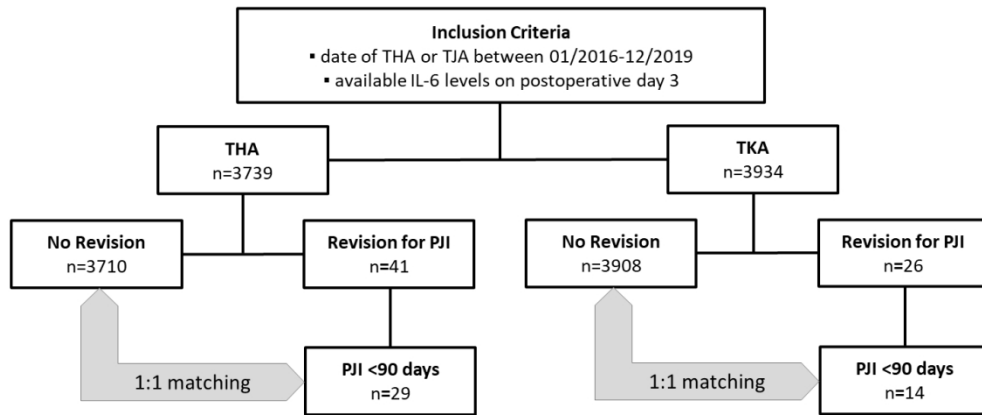 Inclusion Criteria
▪ date of THA or TJA between 01/2016-12/2019
▪ available IL-6 levels on postoperative day 3
THA
n=3739
TKA
n=3934
No Revision
n=3710
Revision for PJI
n=41
No Revision
n=3908
Revision for PJI
n=26
1:1 matching
PJI <90 days
n=29
1:1 matching
PJI <90 days
n=14